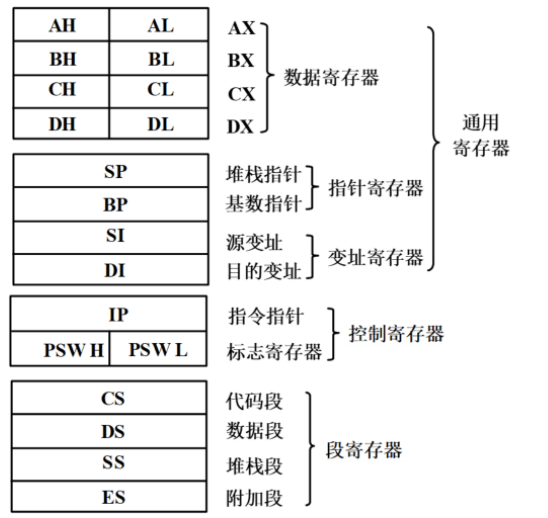 AH AL AX
BH BL BX
CH CL CX
DH DL DX
数据寄存器
SP 堆栈指针
BP 基数指针
指针寄存器
SI 源变址
DI 目的变址
变址寄存器
通用
寄存器
IP 指令指针
PSW H PSW L 标志寄存器
控制寄存器
CS 代码段
DS 数据段
SS 堆栈段
ES 附加段
段寄存器